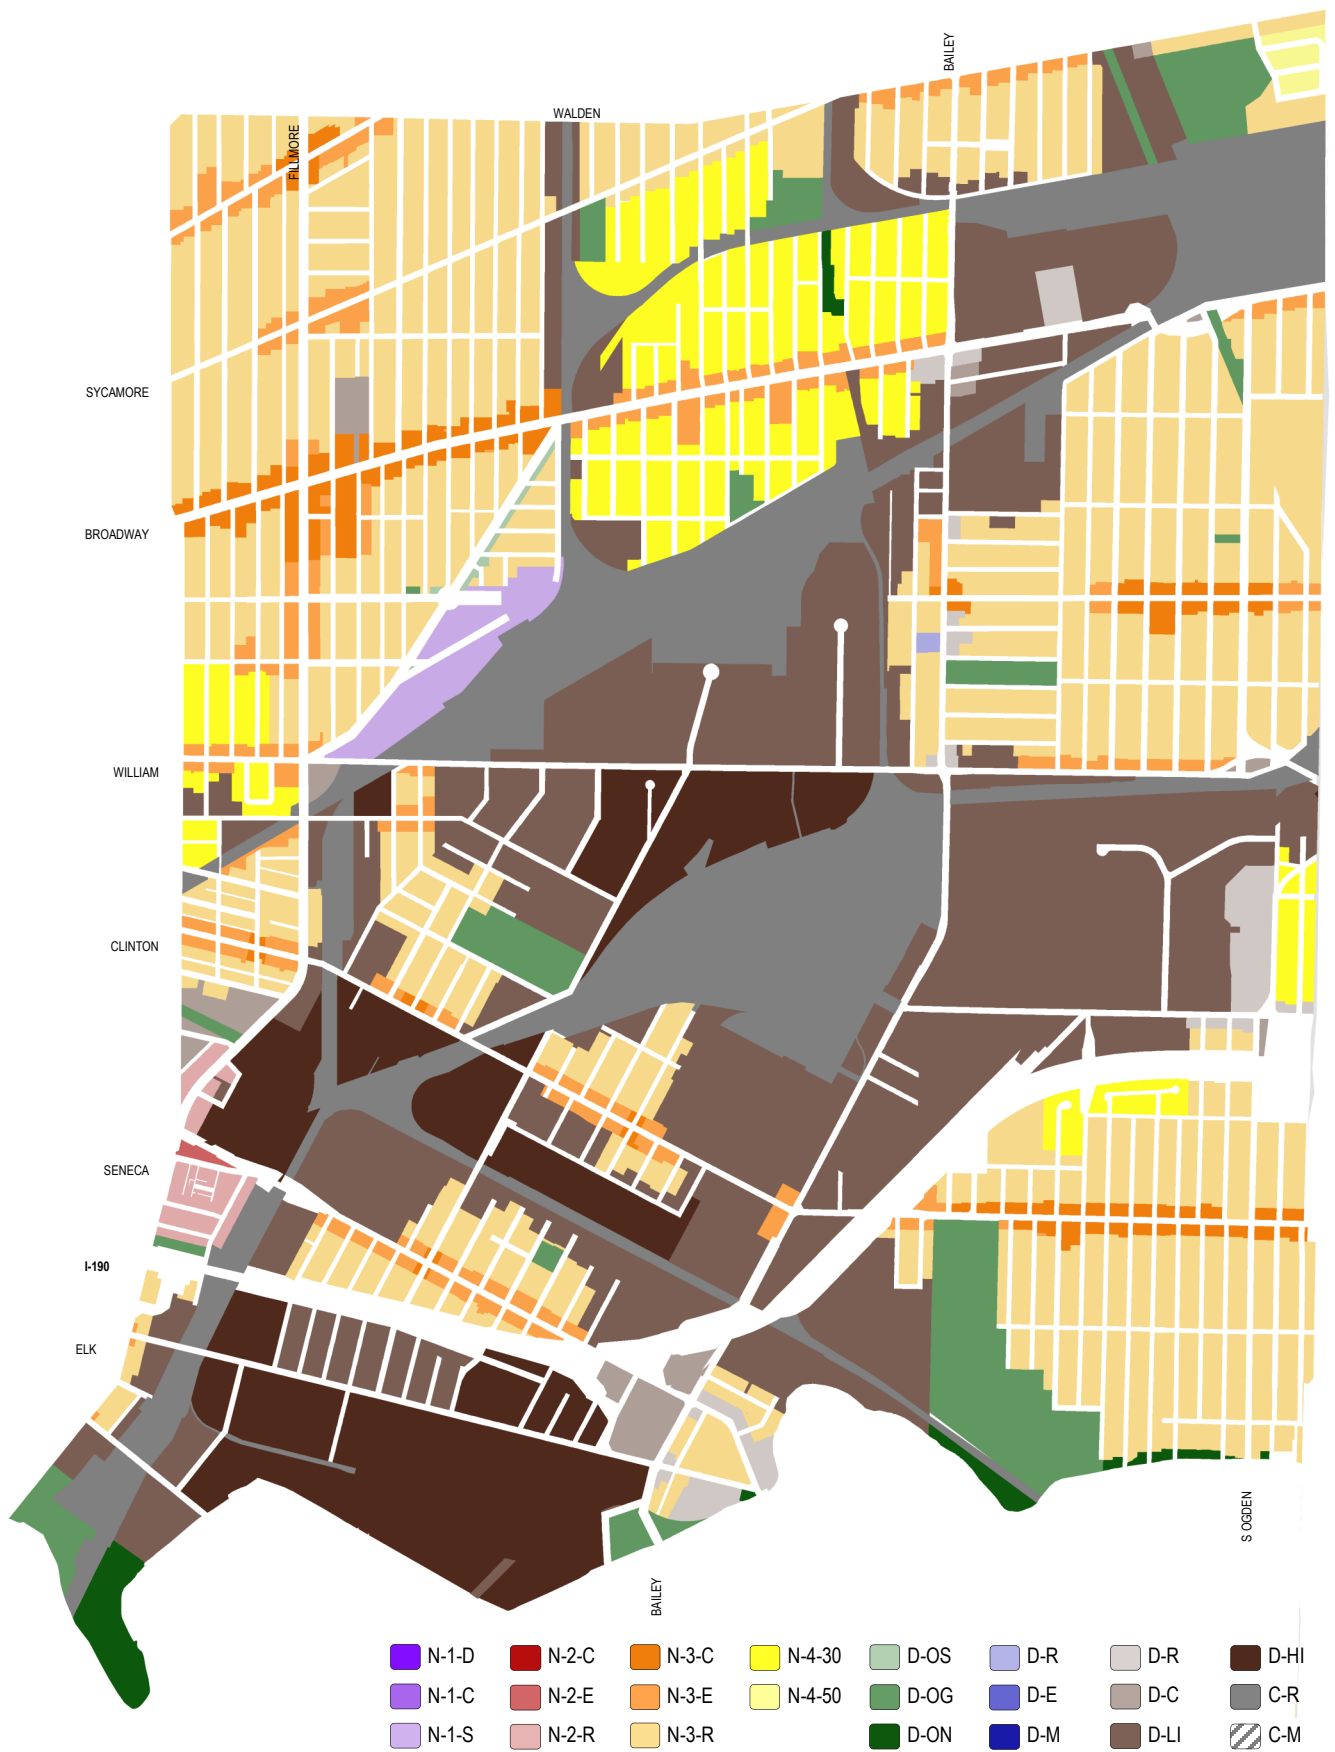 BAILEY
WALDEN
FILLMORE
SYCAMORE
BROADWAY
WILLIAM
CLINTON
SENECA
I-190
ELK
S OGDEN
BAILEY
N-1-D N-2-C N-3-C N-4-30 D-OS D-R D-R D-HI
N-1-C N-2-E N-3-E N-4-50 D-OG D-E D-C C-R
N-1-S N-2-R N-3-R D-ON D-M D-LI C-M